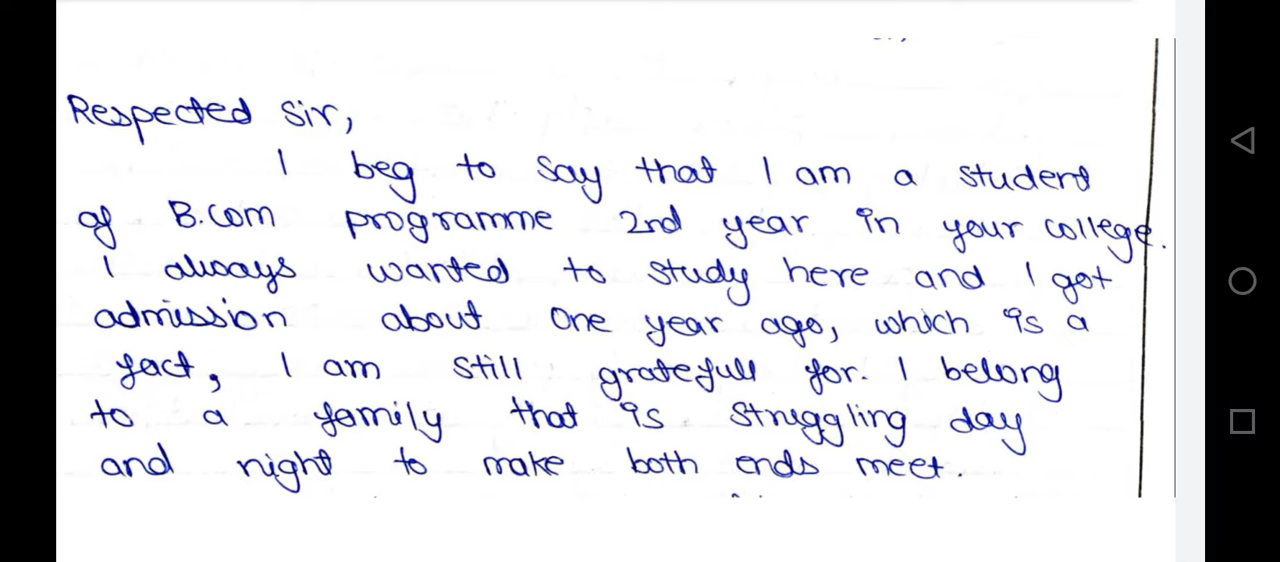 Respected Sir,
I beg to say that I am a student
of B.com programme 2nd year in your college.
I always wanted to study here and I got
admission about one year ago, which is a
fact, I am still gratefull for. I belong
to a family that is struggling day
and night to make both ends meet.